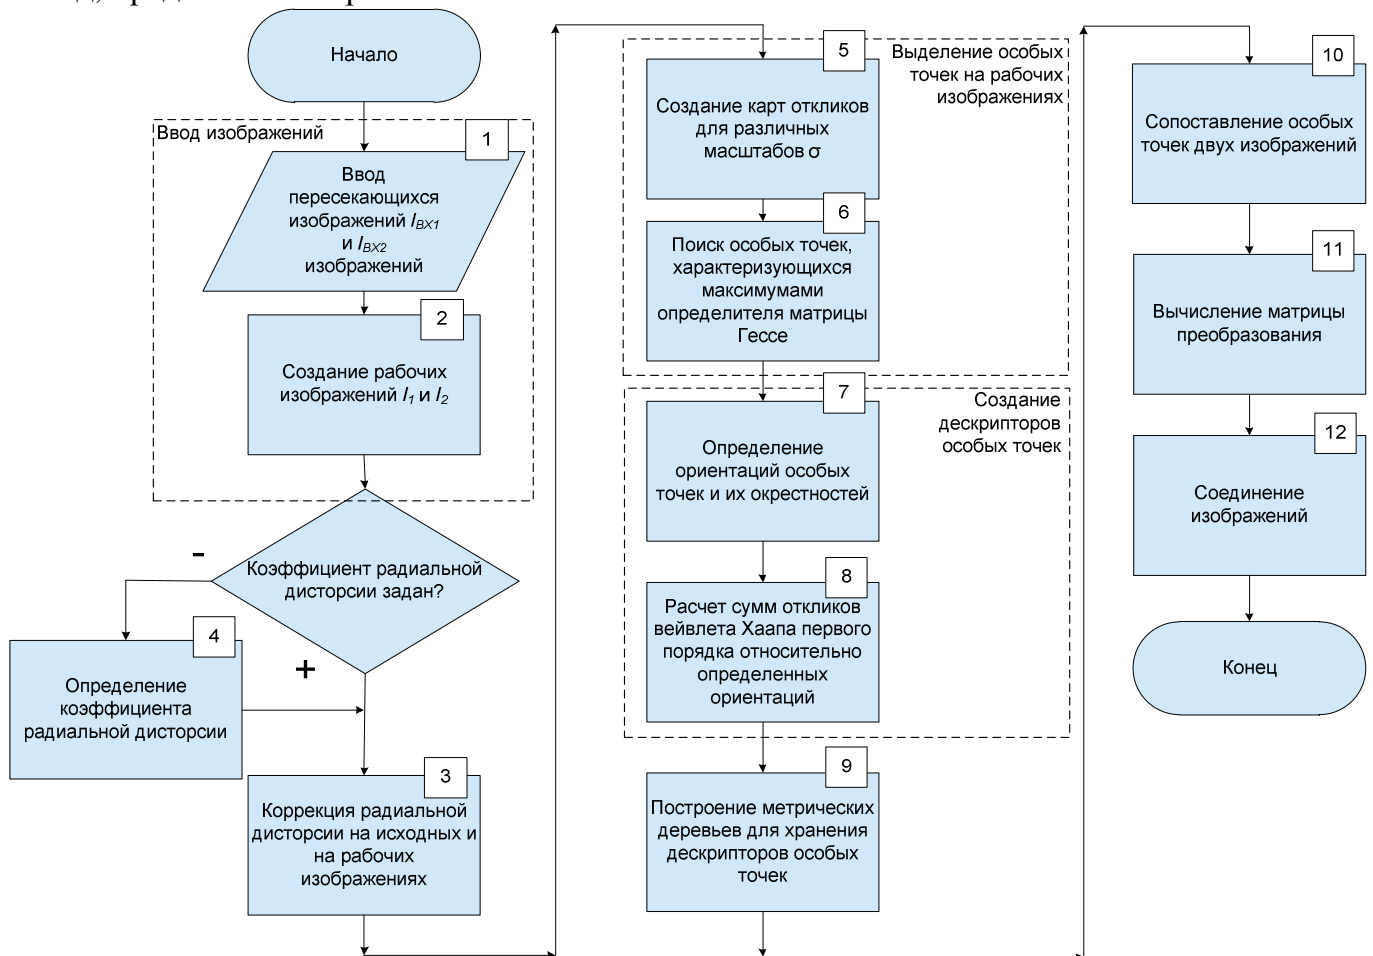 Начало
Ввод изображений
1
Ввод
пересекающихся
изображений IВХ1
и IВХ2
изображений
2
Создание рабочих
изображений I1 и I2
Коэффициент радиальной
дисторсии задан?
-
+
4
Определение
коэффициента
радиальной дисторсии
3
Коррекция радиальной
дисторсии на исходных и
на рабочих
изображениях
Выделение особых
точек на рабочих
изображениях
5
Создание карт откликов
для различных
масштабов σ
6
Поиск особых точек,
характеризующихся
максимумами
определителя матрицы
Гессе
Создание
дескрипторов
особых точек
7
Определение
ориентаций особых
точек и их окрестностей
8
Расчет сумм откликов
вейвлета Хаапа первого
порядка относительно
определенных
ориентаций
9
Построение метрических
деревьев для хранения
дескрипторов особых
точек
10
Сопоставление особых
точек двух изображений
11
Вычисление матрицы
преобразования
12
Соединение
изображений
Конец